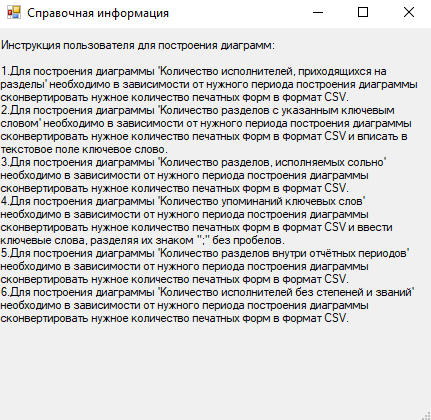 Справочная информация
Инструкция пользователя для построения диаграмм:
1.Для построения диаграммы 'Количество исполнителей, приходящихся на
разделы' необходимо в зависимости от нужного периода построения диаграммы
сконвертировать нужное количество печатных форм в формат CSV.
2.Для построения диаграммы 'Количество разделов с указанным ключевым
словом' необходимо в зависимости от нужного периода построения диаграммы
сконвертировать нужное количество печатных форм в формат CSV и вписать в
текстовое поле ключевое слово.
3.Для построения диаграммы 'Количество разделов, исполняемых сольно'
необходимо в зависимости от нужного периода построения диаграммы
сконвертировать нужное количество печатных форм в формат CSV.
4.Для построения диаграммы 'Количество упоминаний ключевых слов'
необходимо в зависимости от нужного периода построения диаграммы
сконвертировать нужное количество печатных форм в формат CSV и ввести
ключевые слова, разделяя их знаком ";" без пробелов.
5.Для построения диаграммы 'Количество разделов внутри отчётных периодов'
необходимо в зависимости от нужного периода построения диаграммы
сконвертировать нужное количество печатных форм в формат CSV.
6.Для построения диаграммы 'Количество исполнителей без степеней и званий'
необходимо в зависимости от нужного периода построения диаграммы
сконвертировать нужное количество печатных форм в формат CSV.